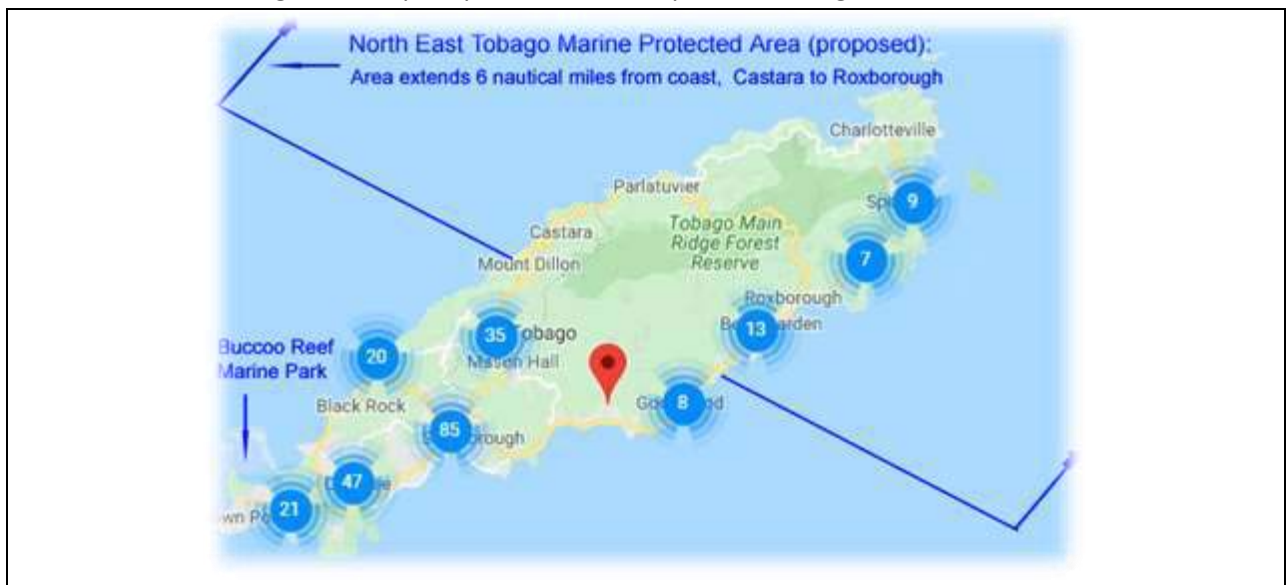 North East Tobago Marine Protected Area (proposed):
Area extends 6 nautical miles from coast, Castara to Roxborough
Charlotteville
Parlatuvier
9
Castara
Tobago Main
Ridge Forest
Reserve
Mount Dillon
7
Roxborough
35
Tobago
13
Buccoo Reef
Marine Park
20
Mason Hall
Black Rock
8
85
47
21